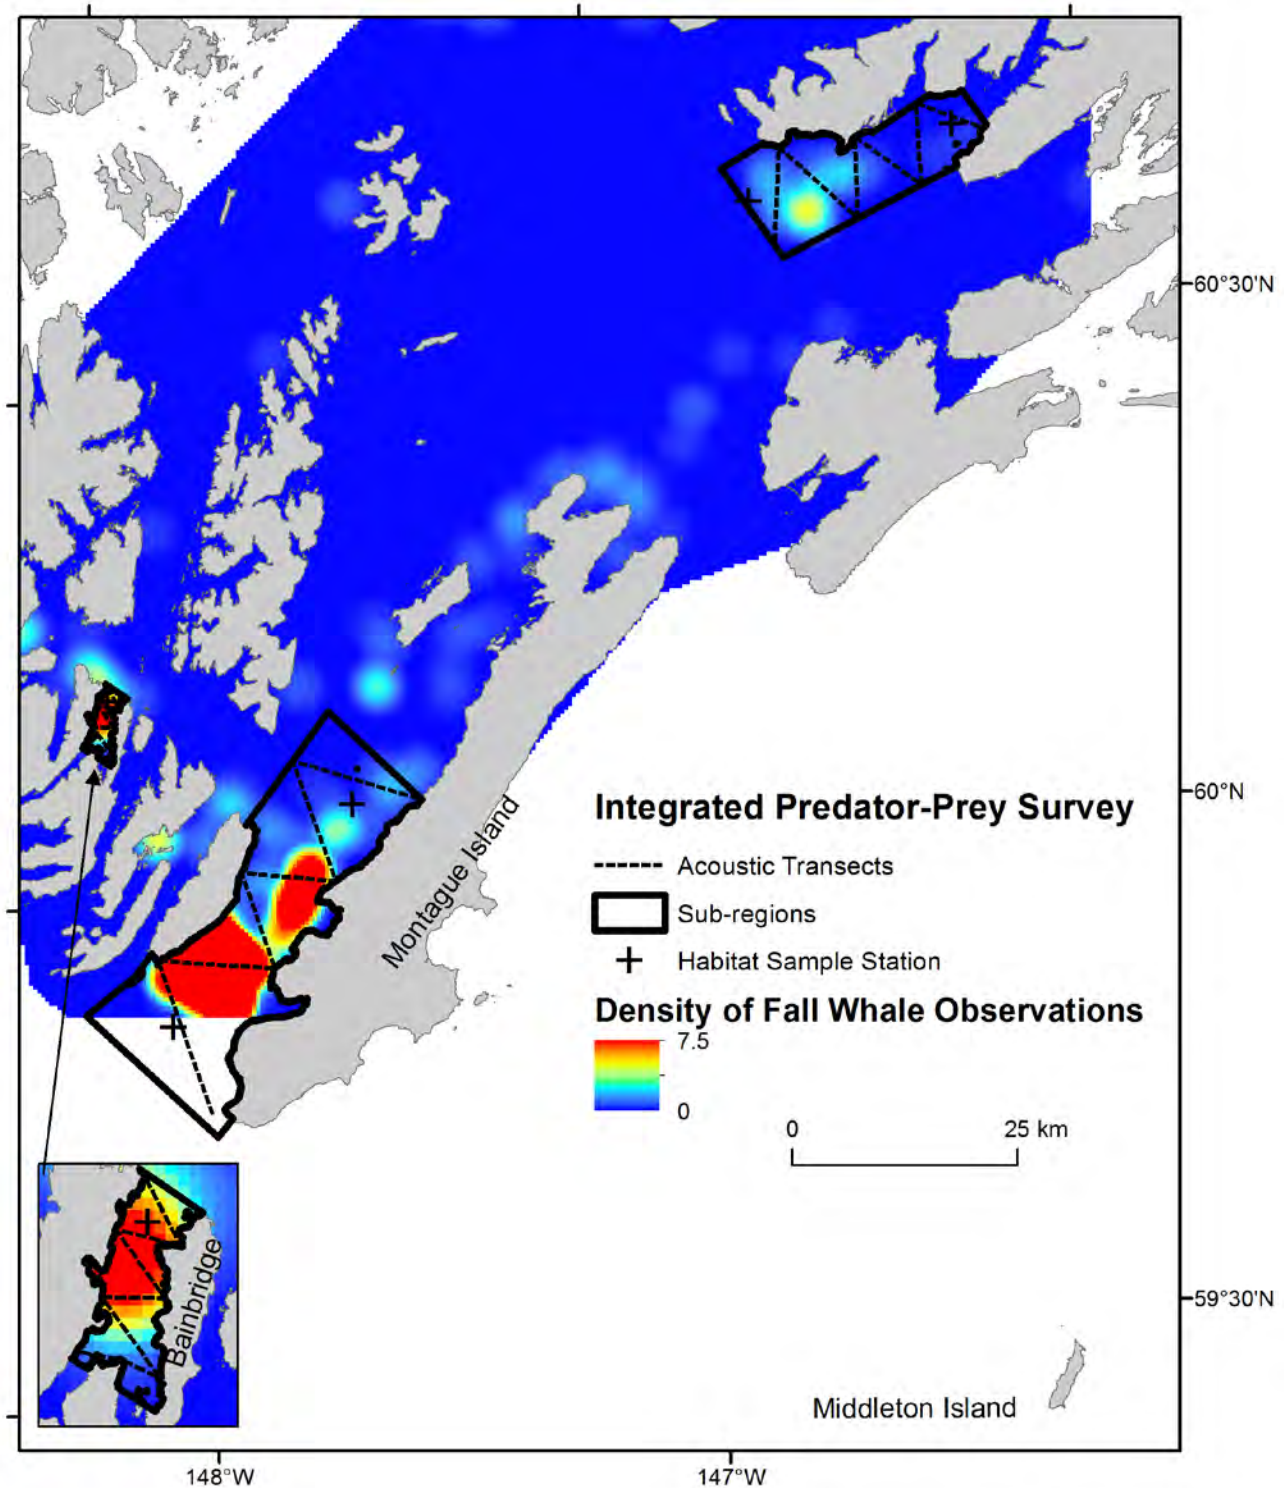 60°30'N
60°N
Integrated Predator-Prey Survey
Acoustic Transects
Sub-regions
Habitat Sample Station
Density of Fall Whale Observations
7.5
0
0 25 km
Montague Island
Bainbridge
59°30'N
Middleton Island
148°W 147°W